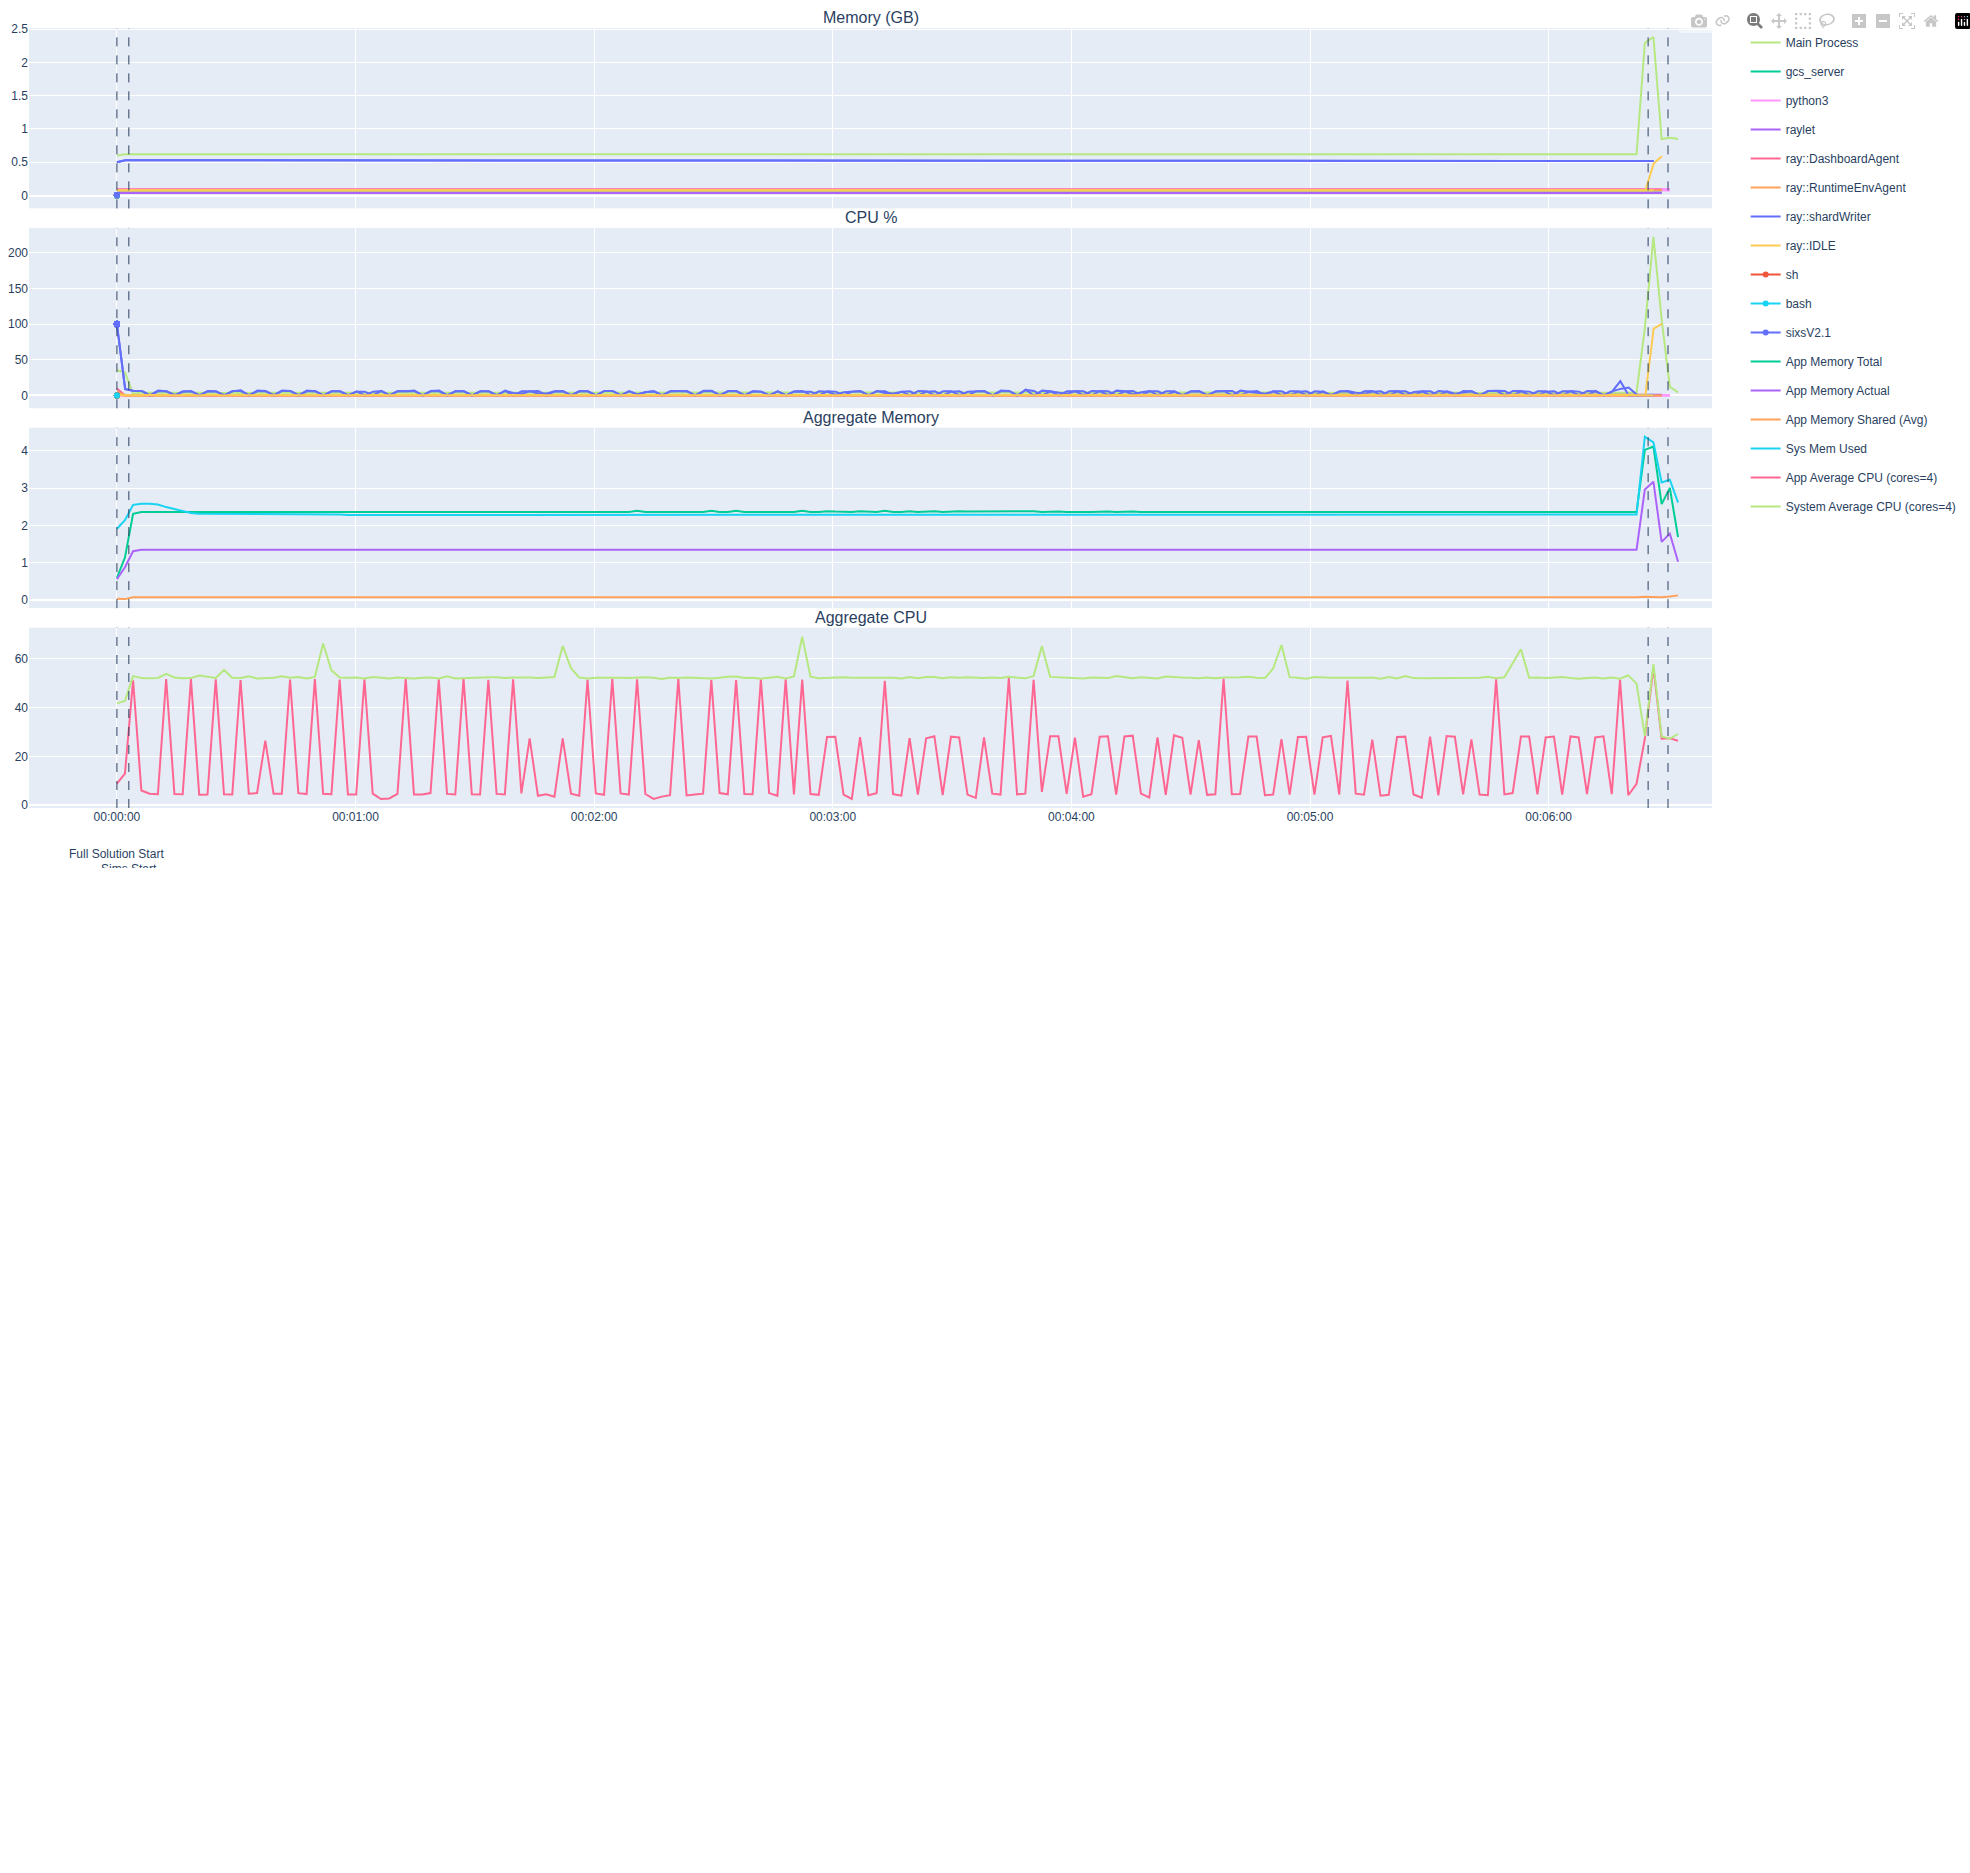 Memory (GB)
2.5
2
1.5
1
0.5
0
CPU %
200
150
100
50
0
Aggregate Memory
4
3
2
1
0
Aggregate CPU
60
40
20
0
00:00:00
00:01:00
00:02:00
00:03:00
00:04:00
00:05:00
00:06:00
Full Solution Start
Sims Start
Main Process
gcs_server
python3
raylet
ray::DashboardAgent
ray::RuntimeEnvAgent
ray::shardWriter
ray::IDLE
sh
bash
sixsV2.1
App Memory Total
App Memory Actual
App Memory Shared (Avg)
Sys Mem Used
App Average CPU (cores=4)
System Average CPU (cores=4)